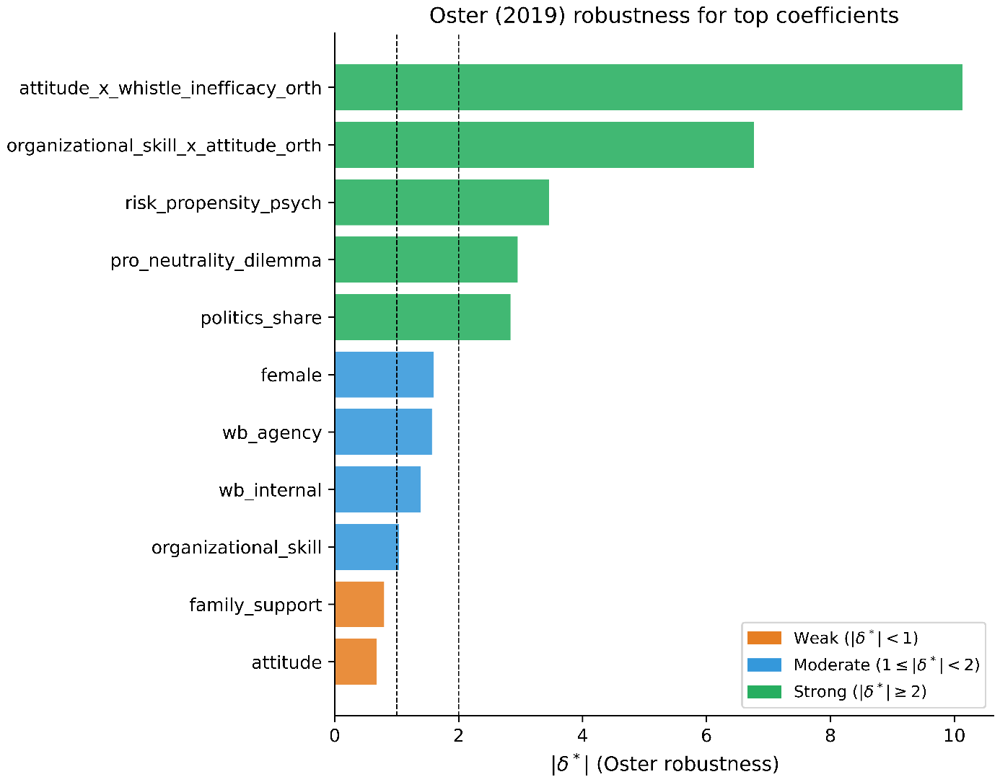 Oster (2019) robustness for top coefficients
attitude_x_whistle_inefficacy_orth
organizational_skill_x_attitude_orth
risk_propensity_psych
pro_neutrality_dilemma
politics_share
female
wb_agency
wb_internal
organizational_skill
family_support
attitude
Weak (|δ*| < 1)
Moderate (1 ≤ |δ*| < 2)
Strong (|δ*| ≥ 2)
0 2 4 6 8 10
|δ*| (Oster robustness)